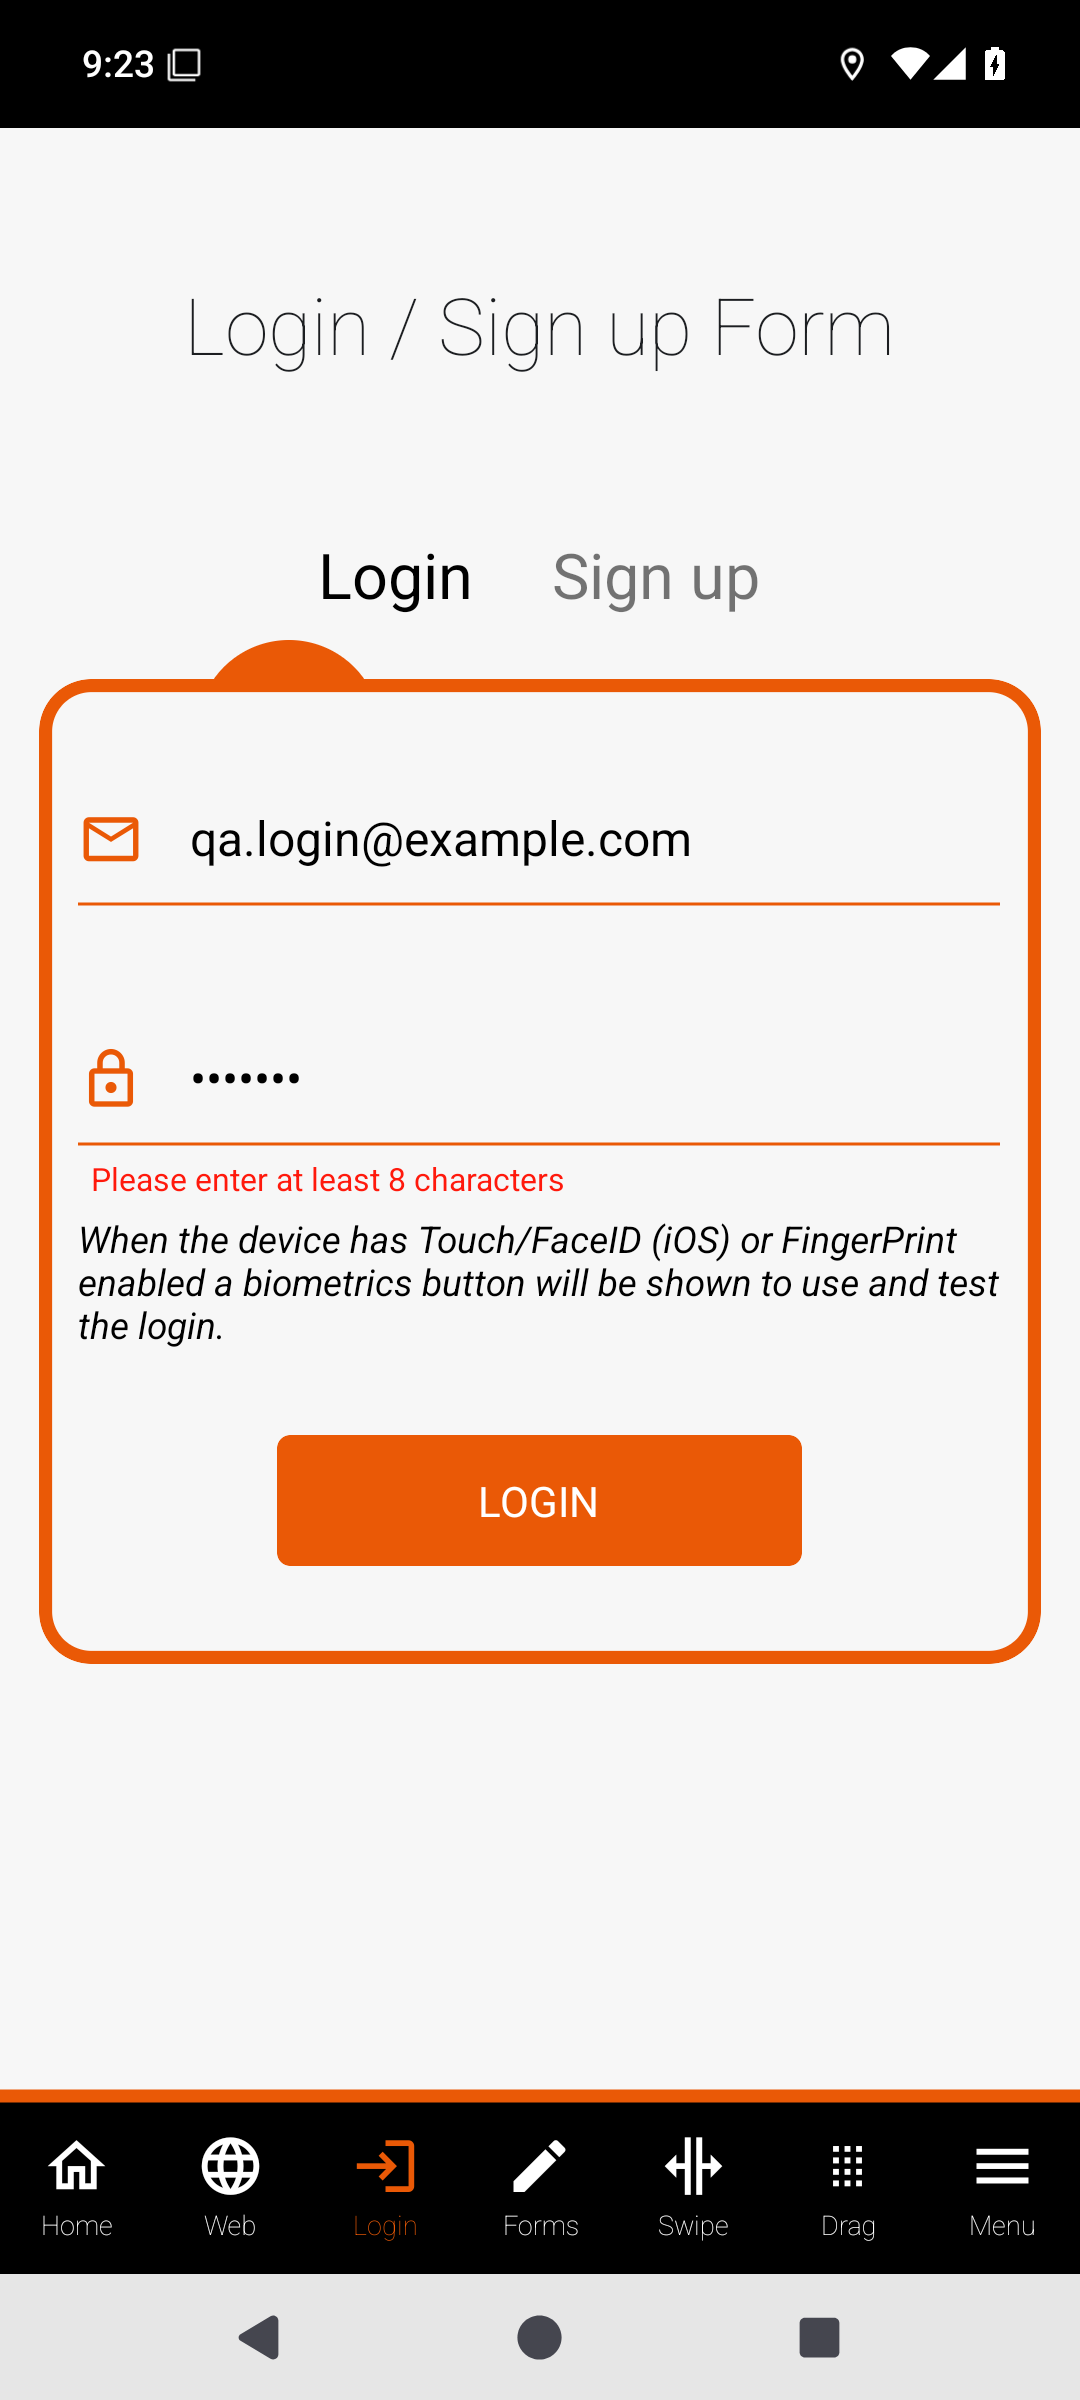 9:23
Login / Sign up Form
Login Sign up
qa.login@example.com
•••••••
Please enter at least 8 characters
When the device has Touch/FaceID (iOS) or FingerPrint
enabled a biometrics button will be shown to use and test
the login.
LOGIN
Home Web Login Forms Swipe Drag Menu